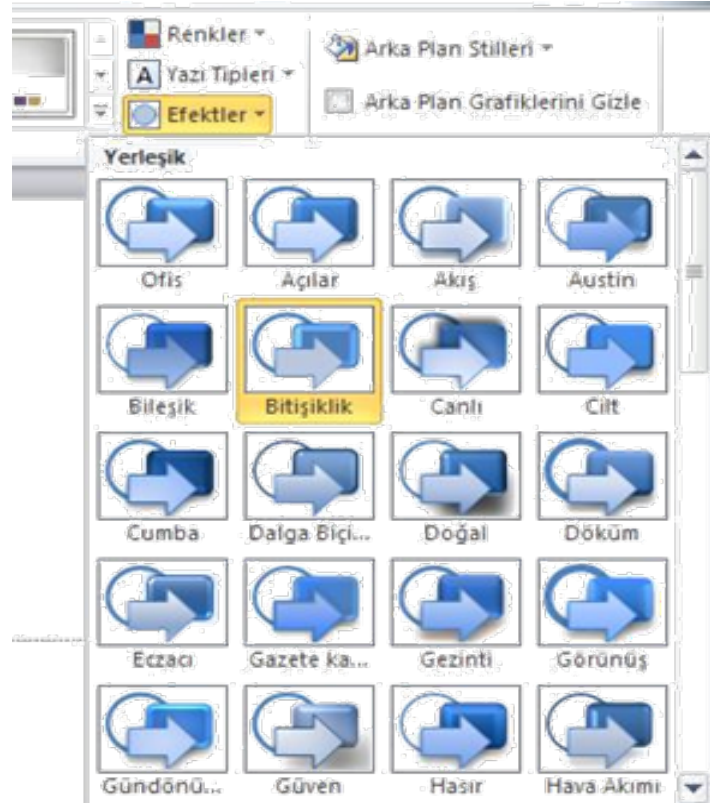 Renkler
Arka Plan Stilleri
A Yazı Tipleri
Efektler
Arka Plan Grafiklerini Gizle
Yerleşik
Ofis Açılar Akış Austin
Bileşik Bitişiklik Canlı Cilt
Cumba Dalga Biçi... Doğal Döküm
Eczacı Gazete ka... Gezinti Görünüş
Gündönü... Güven Hasır Hava Akımı